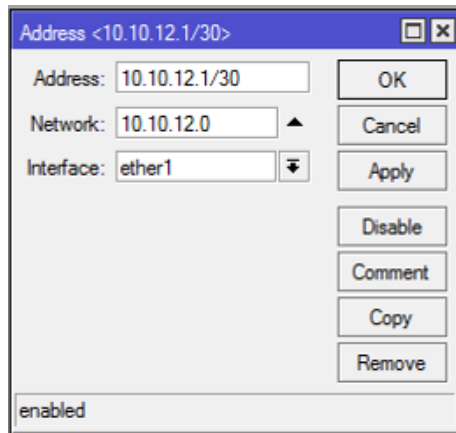 Address <10.10.12.1/30>
Address: 10.10.12.1/30
OK
Network: 10.10.12.0
Cancel
Interface: ether1
Apply
Disable
Comment
Copy
Remove
enabled